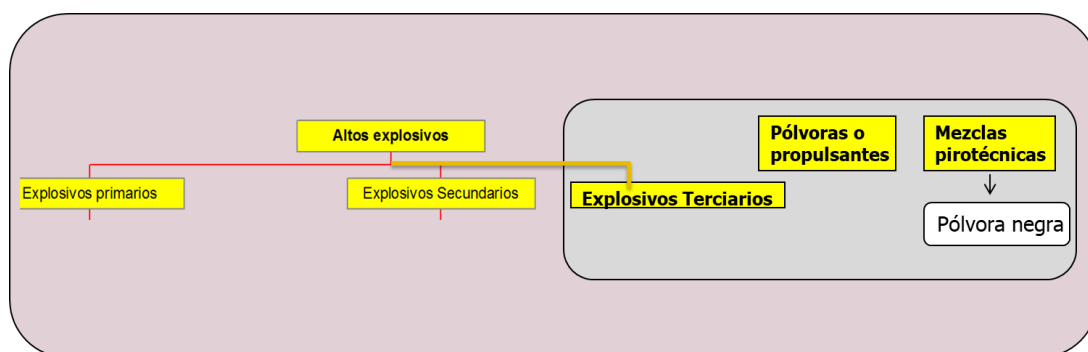 Altos explosivos
Explosivos primarios
Explosivos Secundarios
Explosivos Terciarios
Pólvoras o
propulsantes
Mezclas
pirotécnicas
Pólvora negra